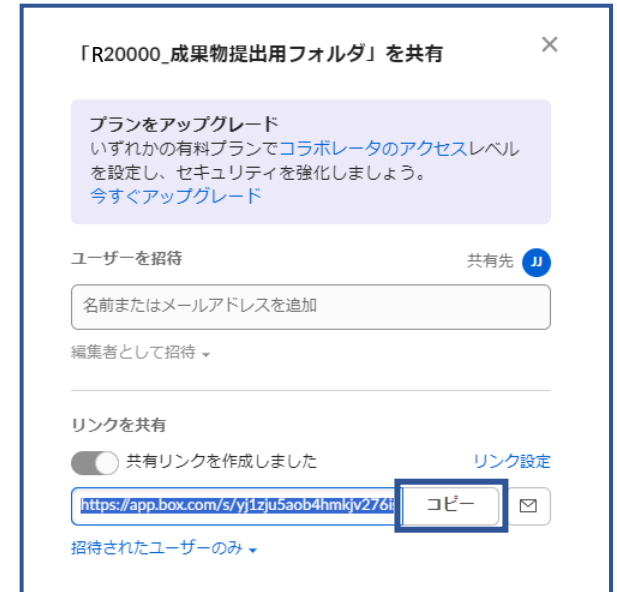 「R20000_成果物提出用フォルダ」を共有
プランをアップグレード
いずれかの有料プランでコラボレータのアクセスレベル
を設定し、セキュリティを強化しましょう。
今すぐアップグレード
ユーザーを招待
共有先 JJ
名前またはメールアドレスを追加
編集者として招待
リンクを共有
共有リンクを作成しました
リンク設定
https://app.box.com/s/yj1zju5aob4hmkjv276i
コピー
招待されたユーザーのみ